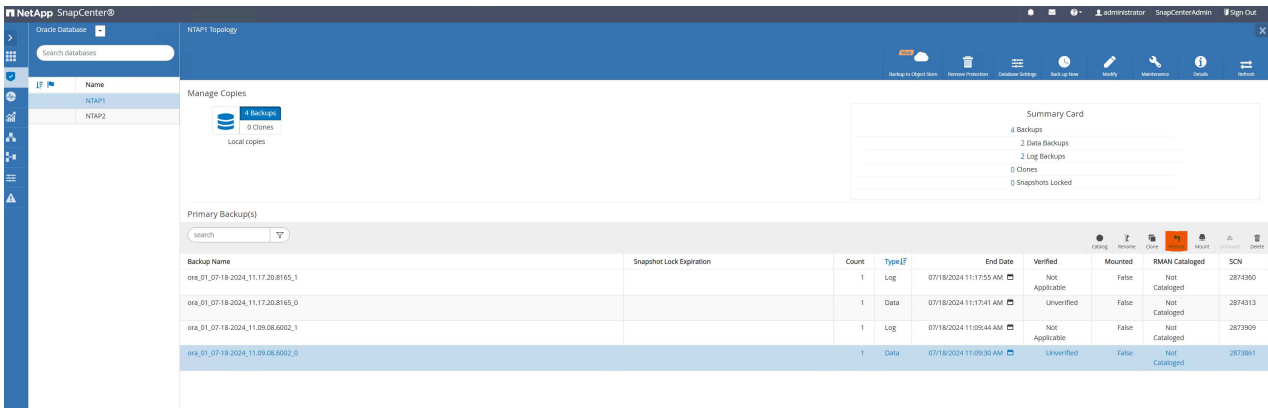 NetApp SnapCenter®
administrator SnapCenterAdmin Sign Out
Oracle Database
NTAP1 Topology
Search databases
New
Backup to Object Store Remove Protection Database Settings Back up Now Modify Maintenance Details Refresh
Name
NTAP1
NTAP2
Manage Copies
4 Backups
0 Clones
Local copies
Summary Card
4 Backups
2 Data Backups
2 Log Backups
0 Clones
0 Snapshots Locked
Primary Backup(s)
search
Catalog Rename Clone Restore Mount Unmount Delete
Backup Name Snapshot Lock Expiration Count Type End Date Verified Mounted RMAN Cataloged SCN
ora_01_07-18-2024_11.17.20.8165_1 1 Log 07/18/2024 11:17:55 AM Not Applicable False Not Cataloged 2874360
ora_01_07-18-2024_11.17.20.8165_0 1 Data 07/18/2024 11:17:41 AM Unverified False Not Cataloged 2874313
ora_01_07-18-2024_11.09.08.6002_1 1 Log 07/18/2024 11:09:44 AM Not Applicable False Not Cataloged 2873909
ora_01_07-18-2024_11.09.08.6002_0 1 Data 07/18/2024 11:09:30 AM Unverified False Not Cataloged 2873861